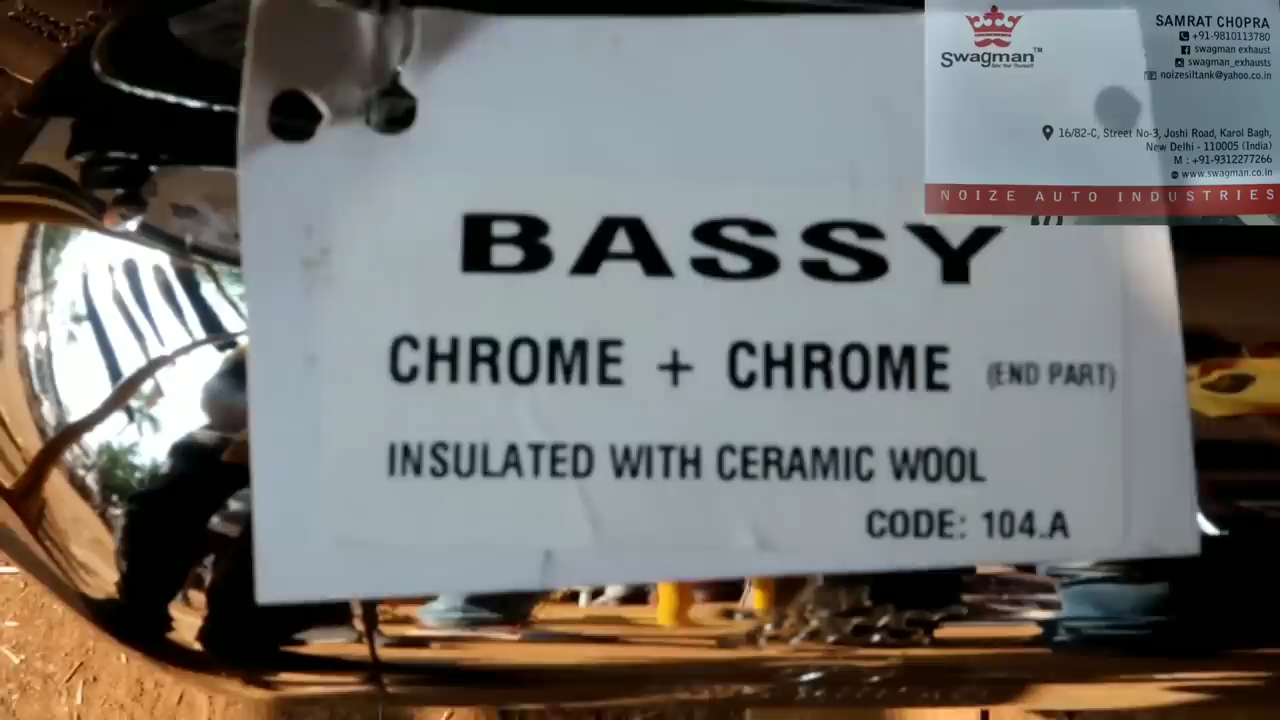 BASSY
CHROME + CHROME (END PART)
INSULATED WITH CERAMIC WOOL
CODE: 104.A
Swagman™
SAMRAT CHOPRA
+91-9810113780
swagman exhaust
swagman_exhausts
noizesiltank@yahoo.co.in
16/82-C, Street No-3, Joshi Road, Karol Bagh,
New Delhi - 110005 (India)
M : +91-9312277266
www.swagman.co.in
NOIZE AUTO INDUSTRIES